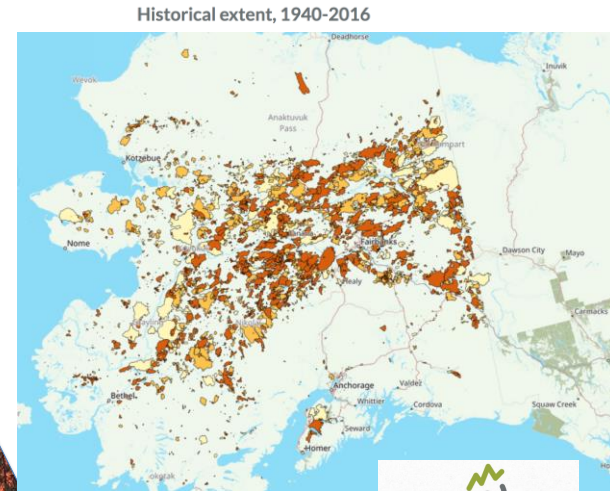 Historical extent, 1940-2016
Deadhorse
Inuvik
Wevok
Anaktuvuk
Pass
Kotzebue
Nome
Fairbanks
Dawson City
Mayo
Healy
Carmacks
Bethel
Anchorage
Valdez
Whittier
Cordova
Squaw Creek
Seward
Homer